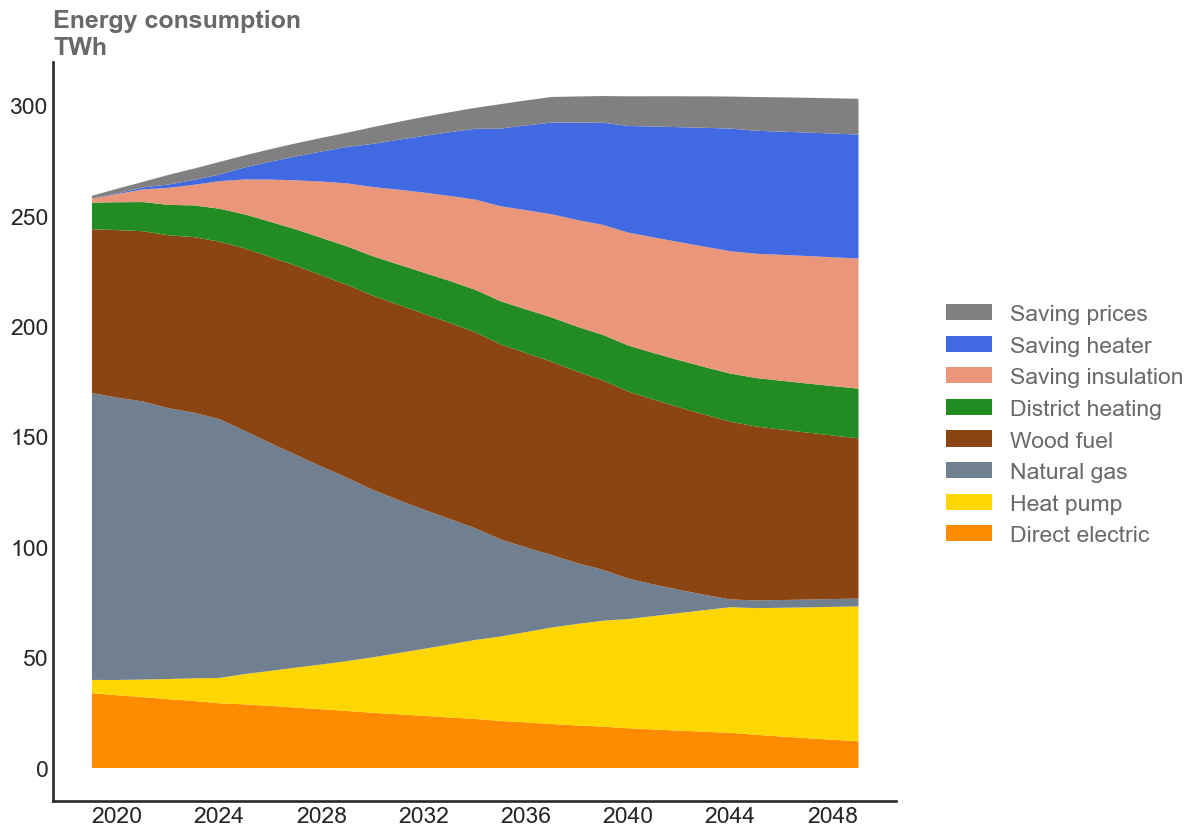 Energy consumption
TWh
300
250
200
150
100
50
0
2020 2024 2028 2032 2036 2040 2044 2048
Saving prices
Saving heater
Saving insulation
District heating
Wood fuel
Natural gas
Heat pump
Direct electric